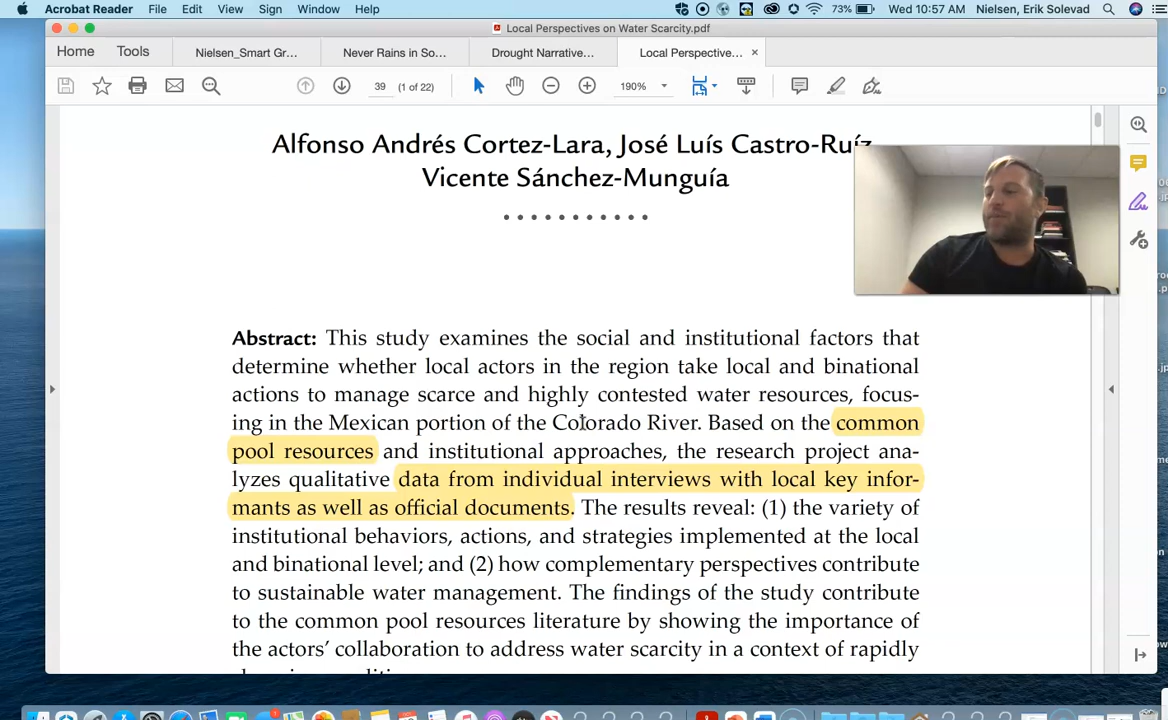 Acrobat Reader File Edit View Sign Window Help 73% Wed 10:57 AM Nielsen, Erik Solevad
Local Perspectives on Water Scarcity.pdf
Home Tools Nielsen_Smart Gr... Never Rains in So... Drought Narrative... Local Perspective... ×
39 (1 of 22) 190%
Alfonso Andrés Cortez-Lara, José Luís Castro-Ruíz,
Vicente Sánchez-Munguía
Abstract: This study examines the social and institutional factors that
determine whether local actors in the region take local and binational
actions to manage scarce and highly contested water resources, focus-
ing in the Mexican portion of the Colorado River. Based on the common
pool resources and institutional approaches, the research project ana-
lyzes qualitative data from individual interviews with local key infor-
mants as well as official documents. The results reveal: (1) the variety of
institutional behaviors, actions, and strategies implemented at the local
and binational level; and (2) how complementary perspectives contribute
to sustainable water management. The findings of the study contribute
to the common pool resources literature by showing the importance of
the actors' collaboration to address water scarcity in a context of rapidly